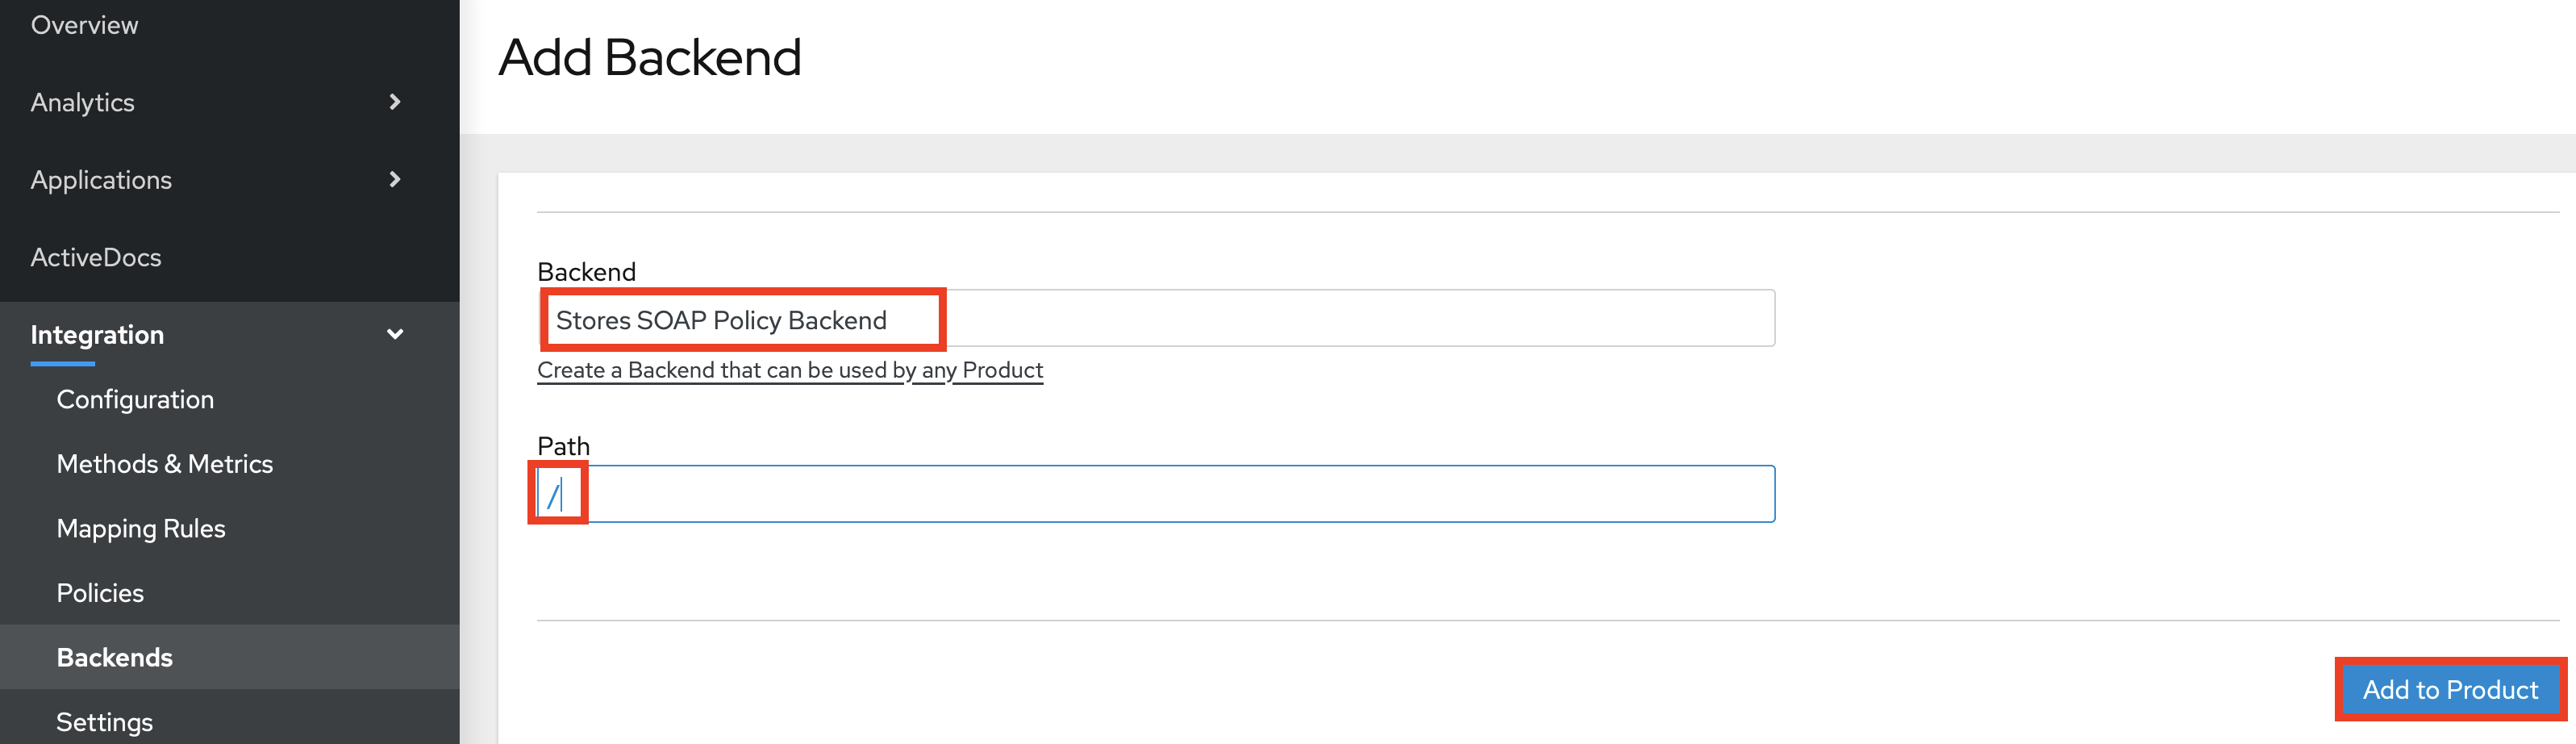 Overview
Analytics
Applications
ActiveDocs
Integration
Configuration
Methods & Metrics
Mapping Rules
Policies
Backends
Settings
Add Backend
Backend
Stores SOAP Policy Backend
Create a Backend that can be used by any Product
Path
/
Add to Product